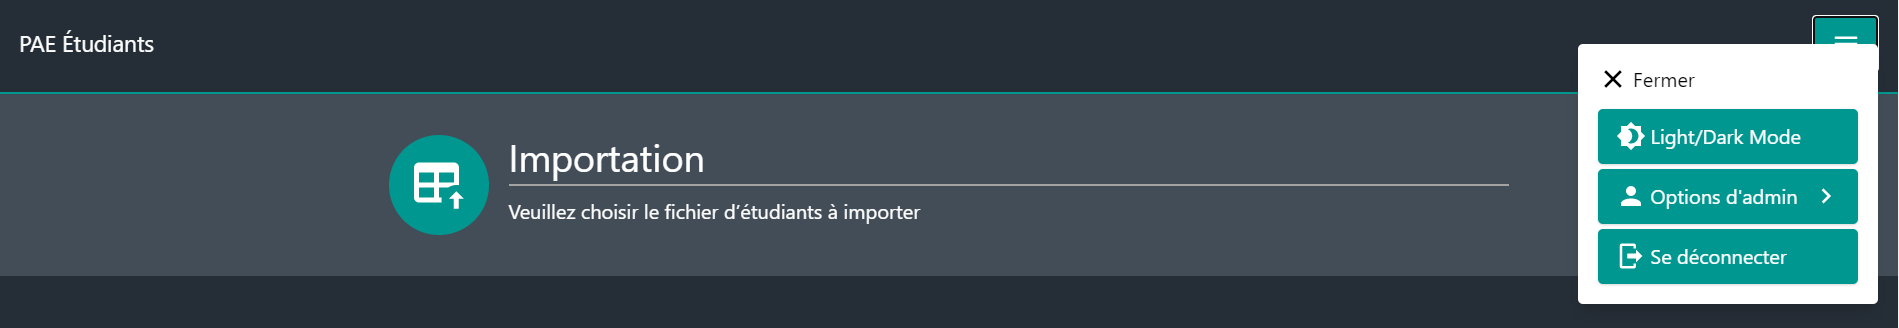 PAE Étudiants
Importation
Veuillez choisir le fichier d’étudiants à importer
Fermer
Light/Dark Mode
Options d'admin
Se déconnecter